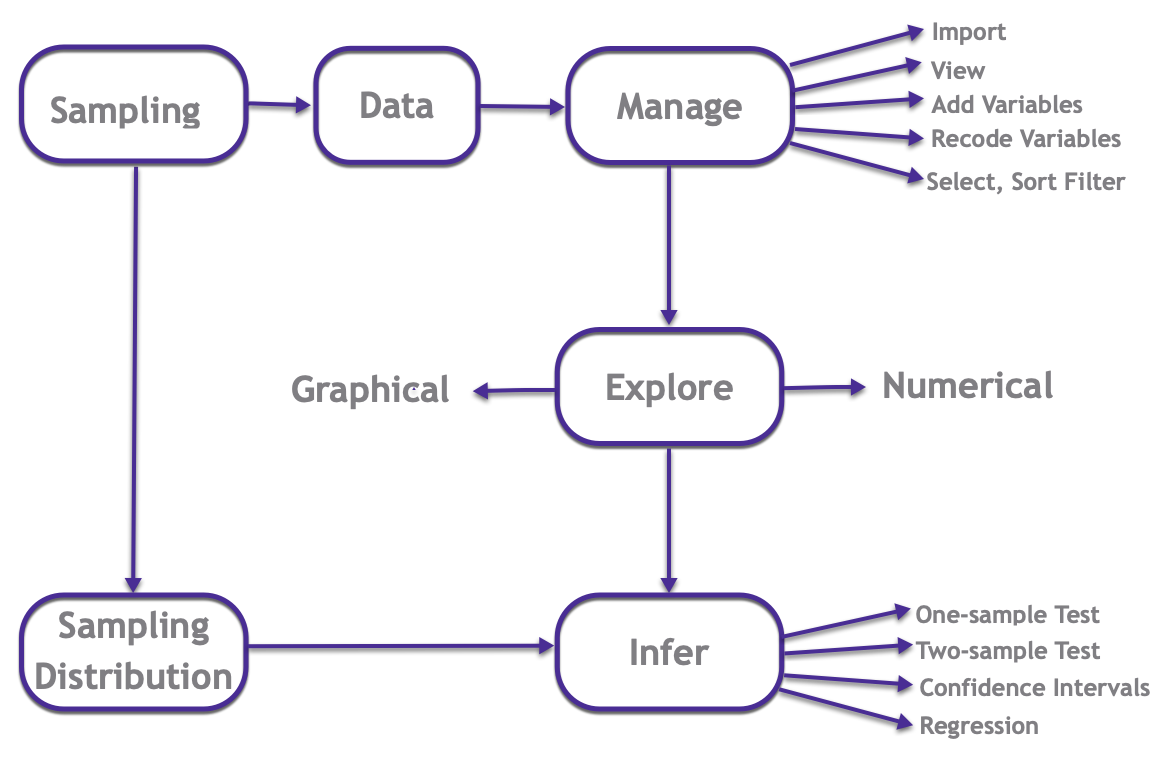 Sampling
Data
Manage
Import
View
Add Variables
Recode Variables
Select, Sort Filter
Graphical
Explore
Numerical
Sampling
Distribution
Infer
One-sample Test
Two-sample Test
Confidence Intervals
Regression